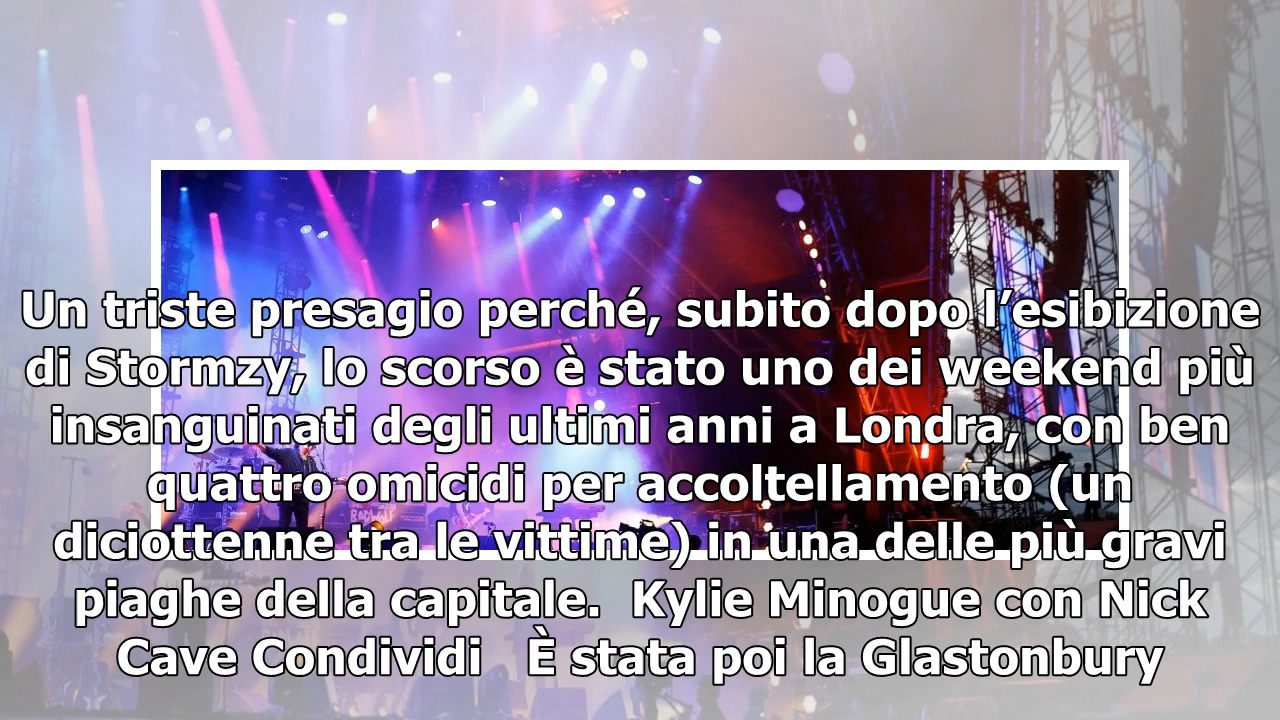 Un triste presagio perché, subito dopo l’esibizione
di Stormzy, lo scorso è stato uno dei weekend più
insanguinati degli ultimi anni a Londra, con ben
quattro omicidi per accoltellamento (un
diciottenne tra le vittime) in una delle più gravi
piaghe della capitale.  Kylie Minogue con Nick
Cave Condividi   È stata poi la Glastonbury